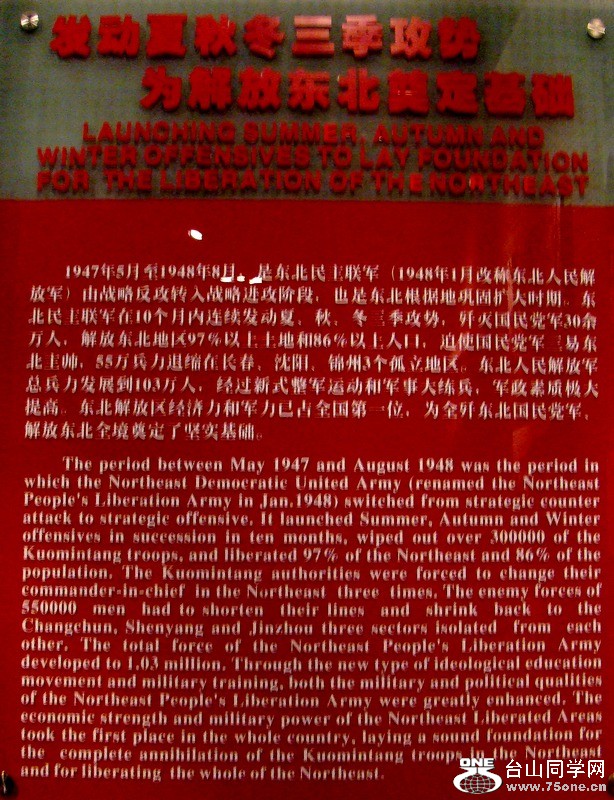 发动夏秋冬三季攻势
为解放东北奠定基础
LAUNCHING SUMMER, AUTUMN AND
WINTER OFFENSIVES TO LAY FOUNDATION
FOR THE LIBERATION OF THE NORTHEAST
1947年5月至1948年8月，是东北民主联军（1948年1月改称东北人民解
放军）由战略反攻转入战略进攻阶段，也是东北根据地巩固扩大时期。东
北民主联军在10个月内连续发动夏、秋、冬三季攻势，歼灭国民党军30余
万人，解放东北地区97%以上土地和86%以上人口，迫使国民党军三易东
北主帅，55万兵力退缩在长春、沈阳、锦州3个孤立地区。东北人民解放军
总兵力发展到103万人，经过新式整军运动和军事大练兵，军政素质极大
提高。东北解放区经济力和军力已占全国第一位，为全歼东北国民党军、
解放东北全境奠定了坚实基础。
The period between May 1947 and August 1948 was the period in
which the Northeast Democratic United Army (renamed the Northeast
People's Liberation Army in Jan.1948) switched from strategic counter
attack to strategic offensive. It launched Summer, Autumn and Winter
offensives in succession in ten months, wiped out over 300000 of the
Kuomintang troops, and liberated 97% of the Northeast and 86% of the
population. The Kuomintang authorities were forced to change their
commander-in-chief in the Northeast three times. The enemy forces of
550000 men had to shorten their lines and shrink back to the
Changchun, Shenyang and Jinzhou three sectors isolated from each
other. The total force of the Northeast People's Liberation Army
developed to 1.03 million. Through the new type of ideological education
movement and military training, both the military and political qualities
of the Northeast People's Liberation Army were greatly enhanced. The
economic strength and military power of the Northeast Liberated Areas
took the first place in the whole country, laying a sound foundation for
the complete annihilation of the Kuomintang troops in the Northeast
and for liberating the whole of the Northeast.
ONE
台山同学网
www.75one.cn